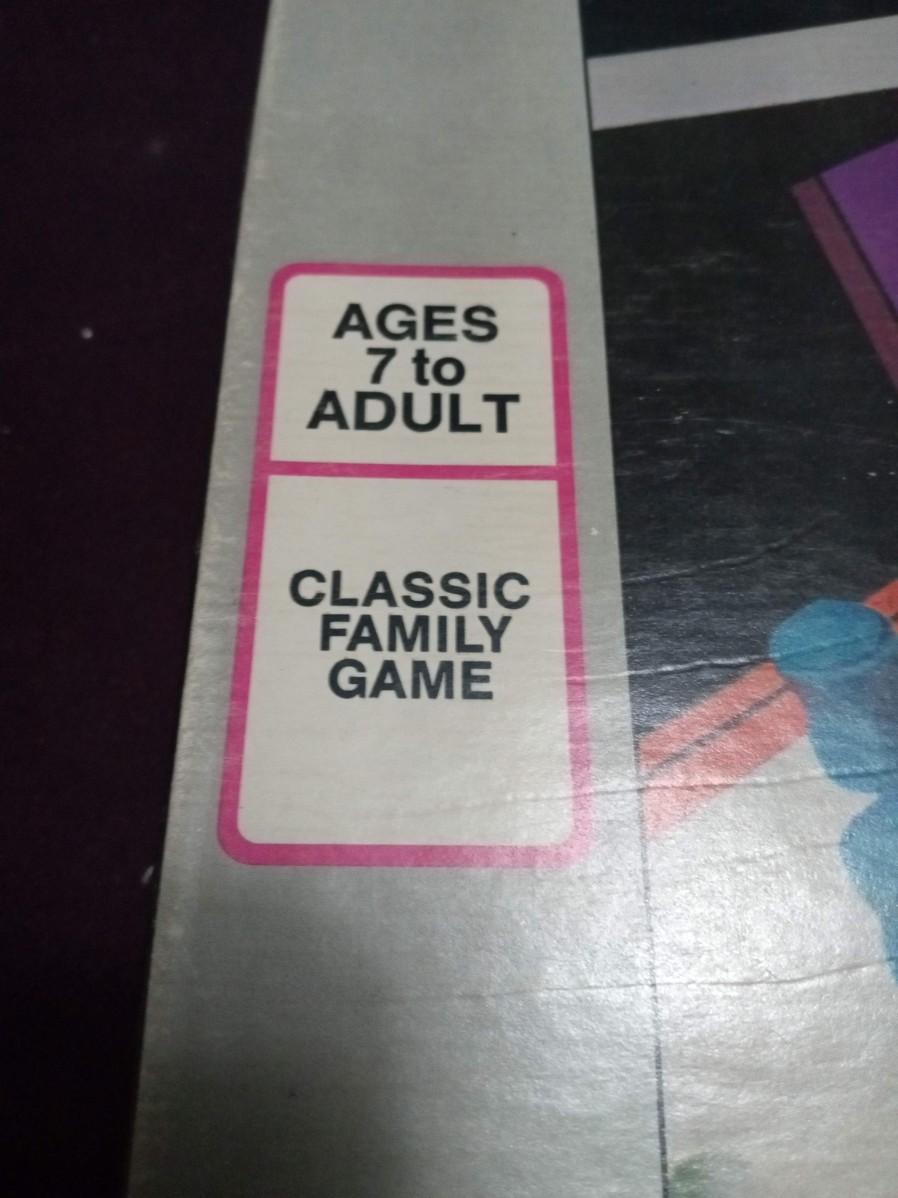 AGES
7 to
ADULT
CLASSIC
FAMILY
GAME